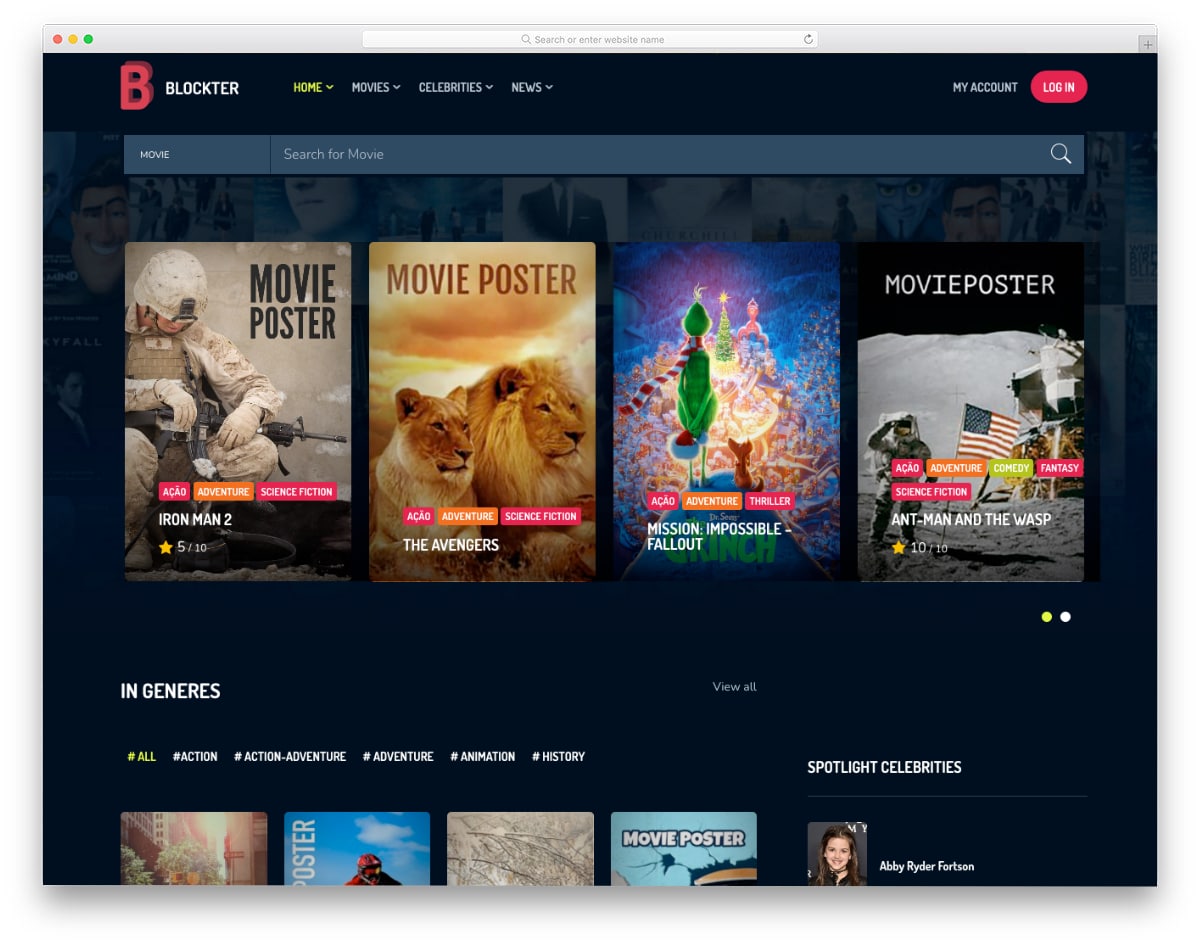 Search or enter website name
B BLOCKTER
HOME MOVIES CELEBRITIES NEWS
MY ACCOUNT LOG IN
MOVIE Search for Movie
CHURCHILL
MOVIE
POSTER
AÇÃO ADVENTURE SCIENCE FICTION
IRON MAN 2
5 / 10
MOVIE POSTER
AÇÃO ADVENTURE SCIENCE FICTION
THE AVENGERS
AÇÃO ADVENTURE THRILLER
Dr. Seuss'
MISSION: IMPOSSIBLE –
FALLOUT
GRINCH
MOVIEPOSTER
AÇÃO ADVENTURE COMEDY FANTASY
SCIENCE FICTION
ANT-MAN AND THE WASP
10 / 10
IN GENERES
View all
# ALL #ACTION # ACTION-ADVENTURE # ADVENTURE # ANIMATION # HISTORY
POSTER
MOVIE POSTER
SPOTLIGHT CELEBRITIES
Abby Ryder Fortson